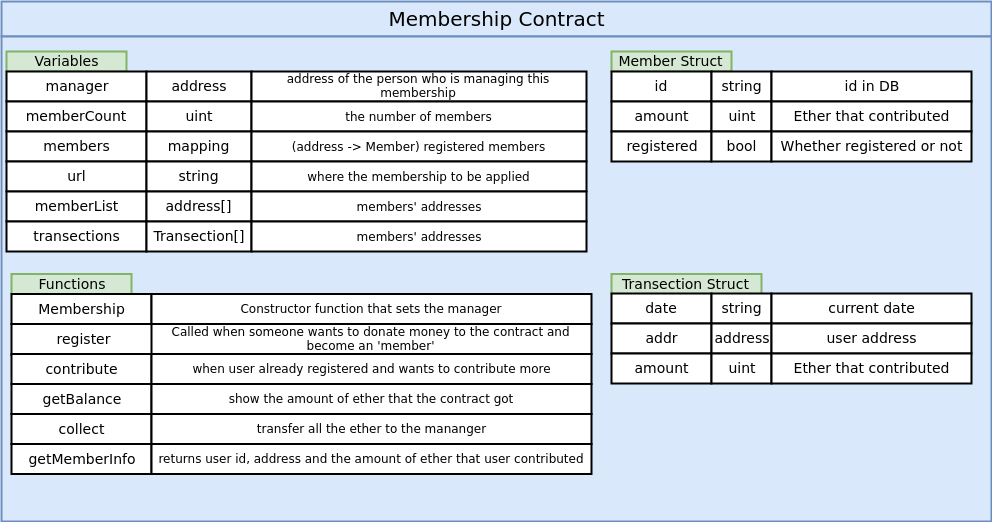 Membership Contract
Variables
manager address address of the person who is managing this
membership
memberCount uint the number of members
members mapping (address -> Member) registered members
url string where the membership to be applied
memberList address[] members' addresses
transections Transection[] members' addresses
Member Struct
id string id in DB
amount uint Ether that contributed
registered bool Whether registered or not
Functions
Membership Constructor function that sets the manager
register Called when someone wants to donate money to the contract and
become an 'member'
contribute when user already registered and wants to contribute more
getBalance show the amount of ether that the contract got
collect transfer all the ether to the mananger
getMemberInfo returns user id, address and the amount of ether that user contributed
Transection Struct
date string current date
addr address user address
amount uint Ether that contributed